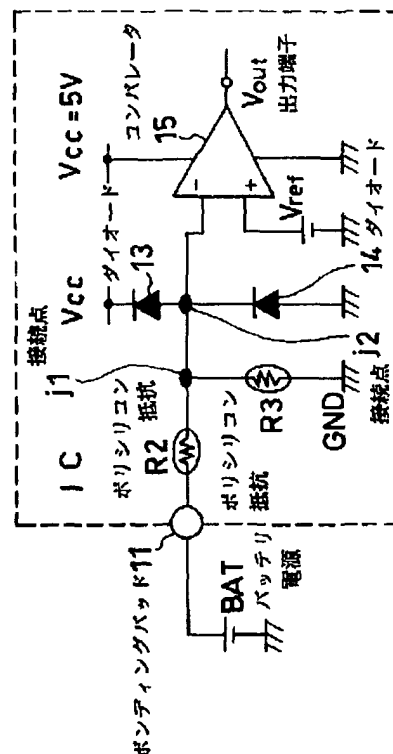 IC
接続点
j1
Vcc
ダイオード
13
Vcc=5V
コンパレータ
15
Vout
出力端子
ポリシリコン
抵抗
R2
ボンディングパッド11
BAT
バッテリ
電源
ポリシリコン
抵抗
R3
GND
j2
接続点
14
ダイオード
Vref
-
+